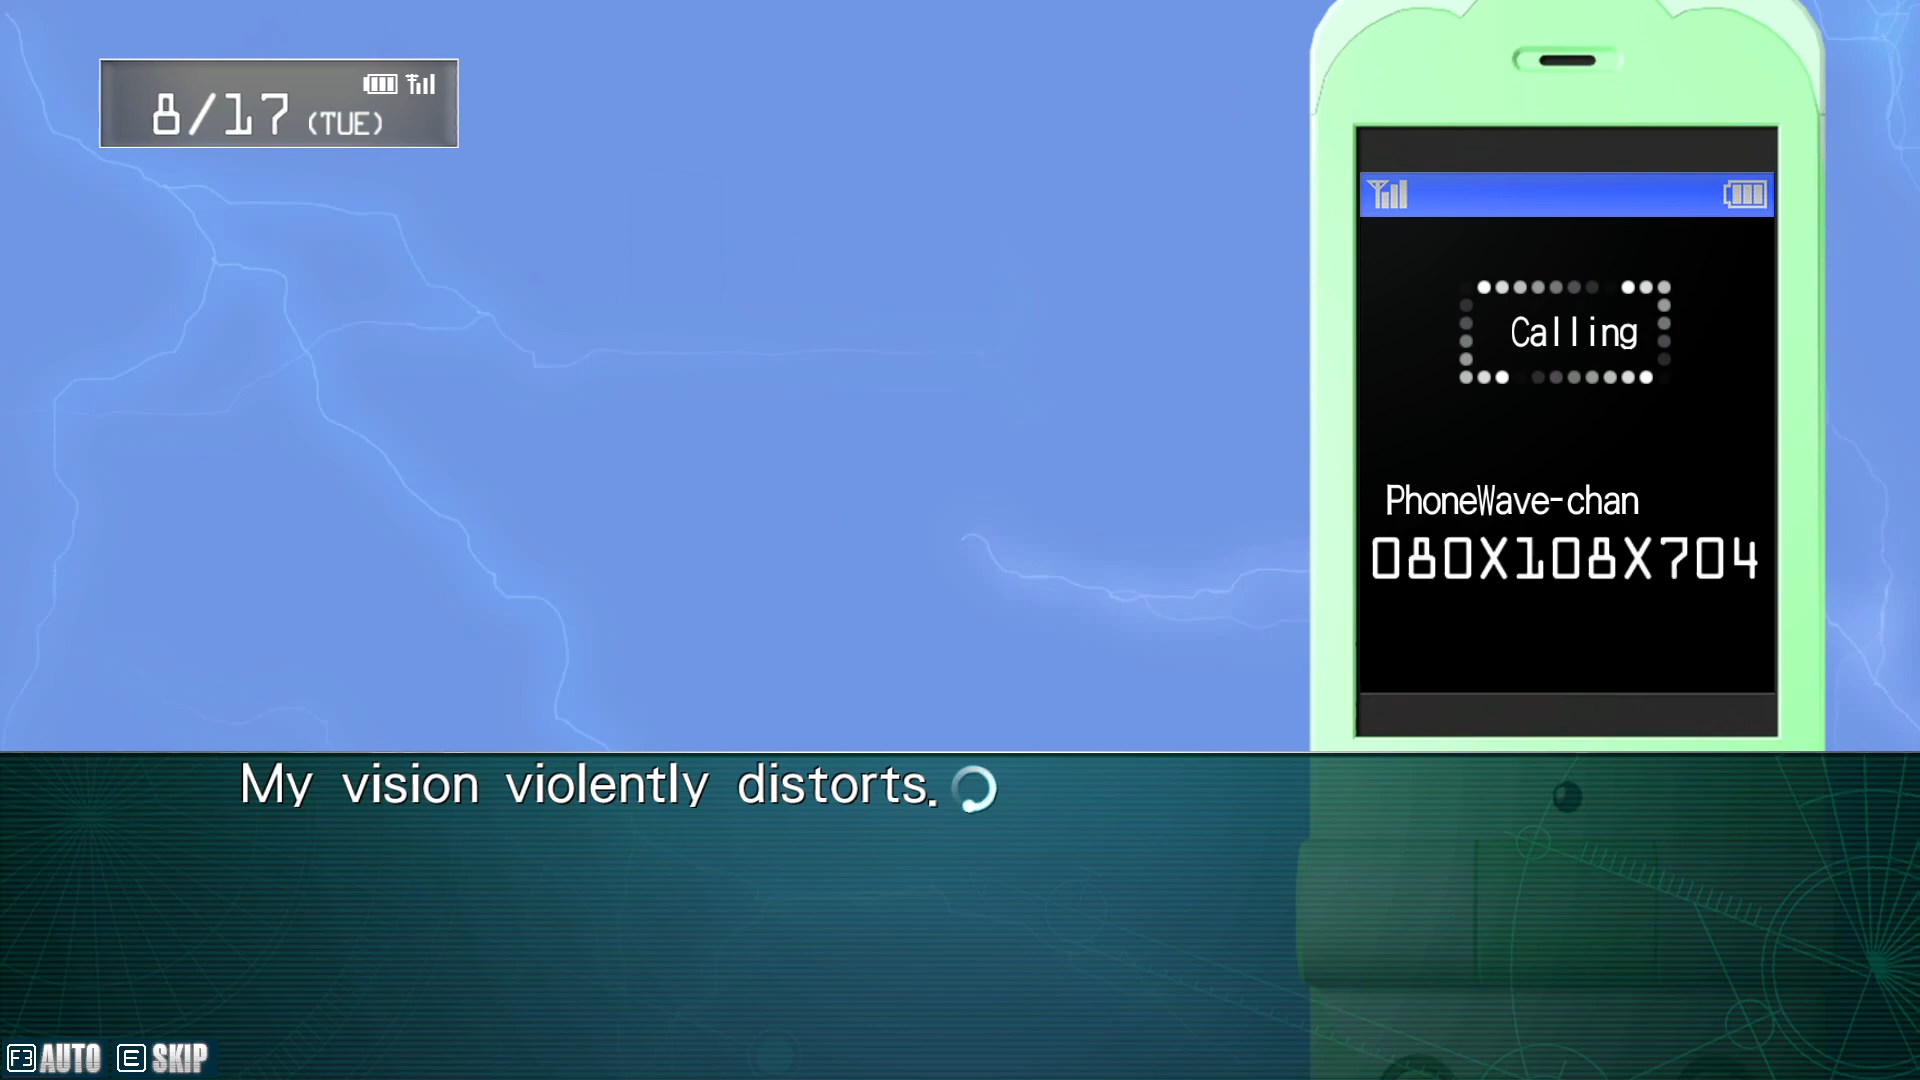 8/17 (TUE)
Calling
PhoneWave-chan
080X108X704
My vision violently distorts.
F3 AUTO E SKIP